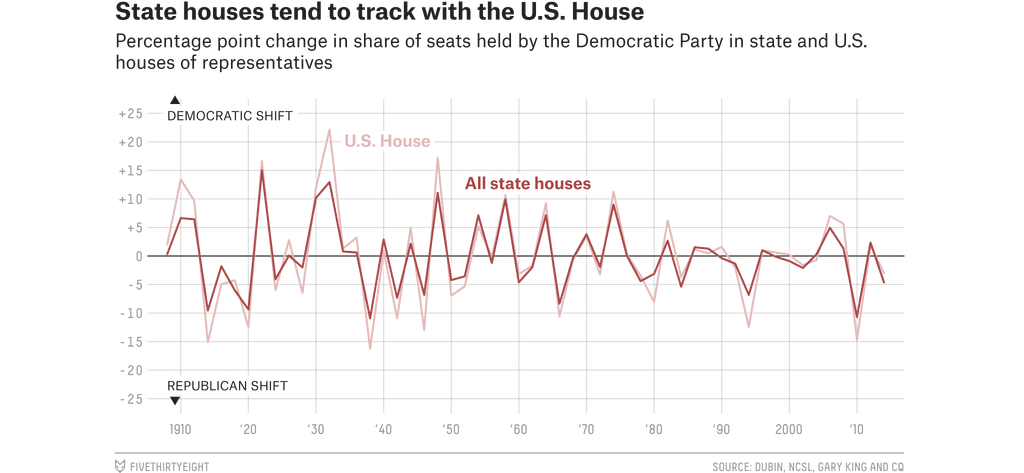 State houses tend to track with the U.S. House
Percentage point change in share of seats held by the Democratic Party in state and U.S.
houses of representatives
DEMOCRATIC SHIFT
+25
+20
U.S. House
+15
All state houses
+10
+5
0
-5
-10
-15
-20
REPUBLICAN SHIFT
-25
1910 '20 '30 '40 '50 '60 '70 '80 '90 2000 '10
FIVETHIRTYEIGHT SOURCE: DUBIN, NCSL, GARY KING AND CQ